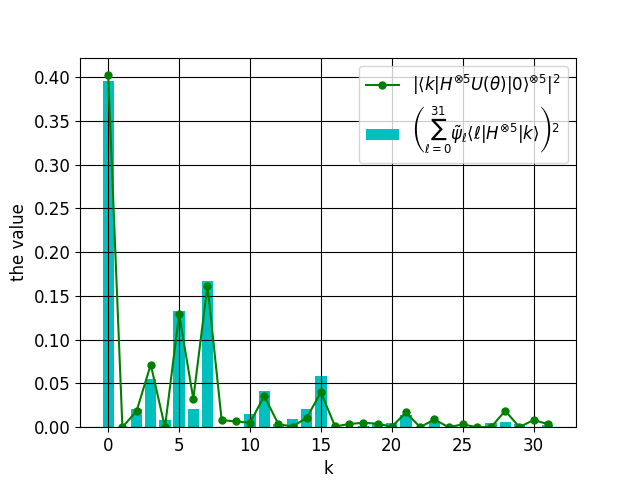 |⟨k|H^{⊗5}U(θ)|0⟩^{⊗5}|^2
(∑_{ℓ=0}^{31} ψ̃_ℓ⟨ℓ|H^{⊗5}|k⟩)^2
0.40
0.35
0.30
0.25
0.20
0.15
0.10
0.05
0.00
the value
0 5 10 15 20 25 30
k